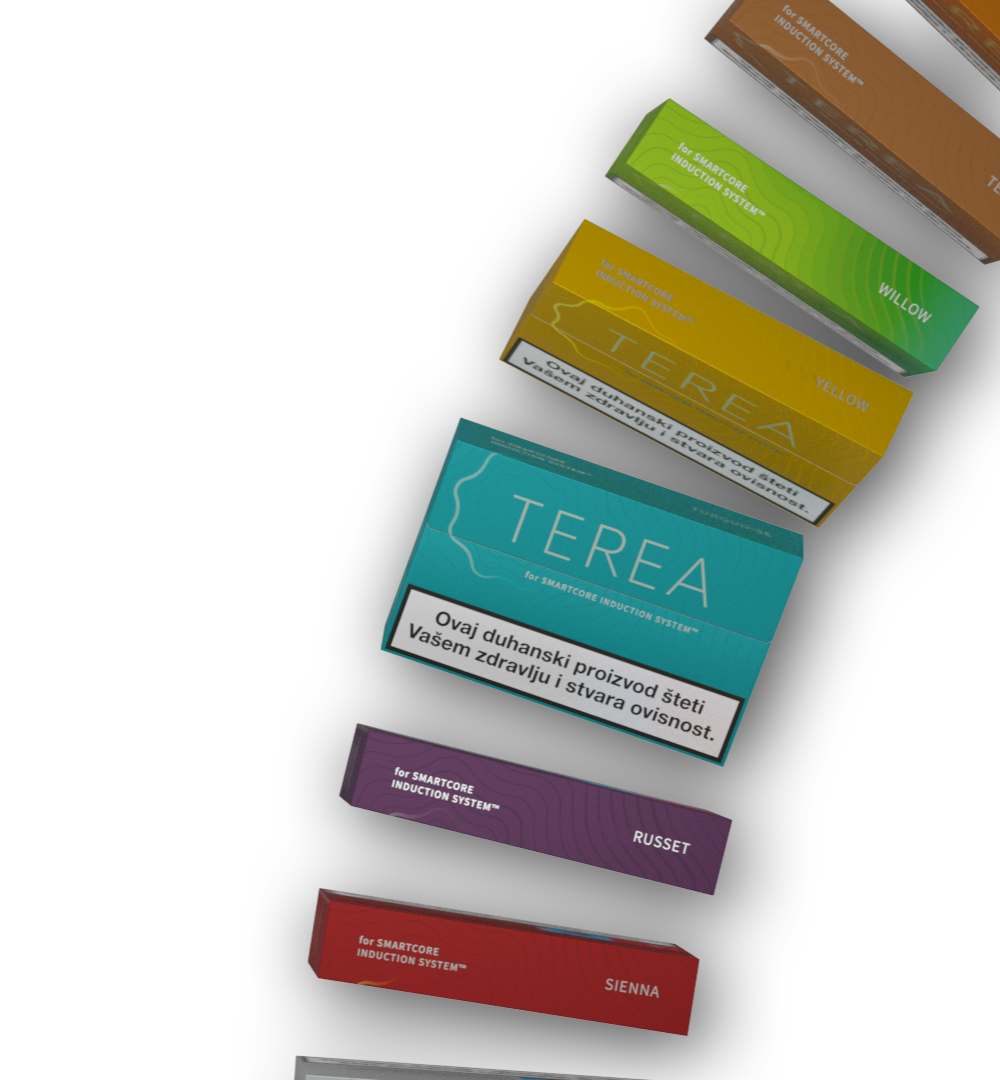 for SMARTCORE
INDUCTION SYSTEM™
for SMARTCORE
INDUCTION SYSTEM™
WILLOW
for SMARTCORE
INDUCTION SYSTEM™
TEREA
YELLOW
Ovaj duhanski proizvod šteti
Vašem zdravlju i stvara ovisnost.
TURQUOISE
TEREA
for SMARTCORE INDUCTION SYSTEM™
Ovaj duhanski proizvod šteti
Vašem zdravlju i stvara ovisnost.
for SMARTCORE
INDUCTION SYSTEM™
RUSSET
for SMARTCORE
INDUCTION SYSTEM™
SIENNA